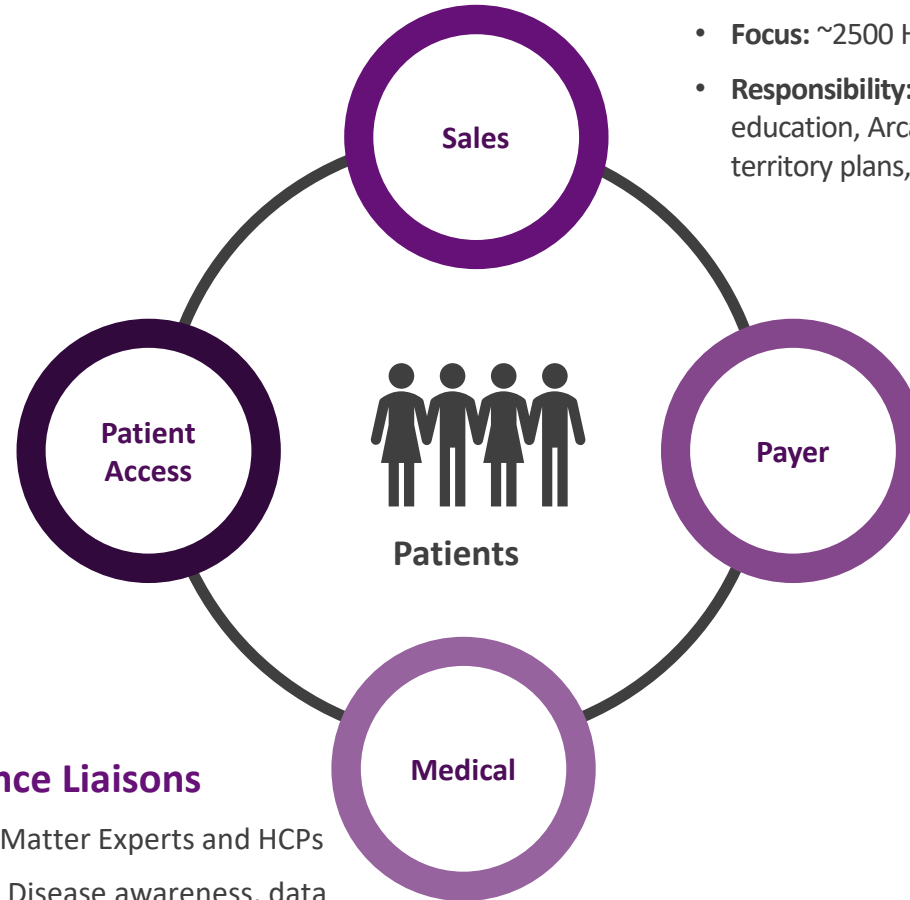 • Focus: ~2500 H
• Responsibility:
education, Arca
territory plans,
Sales
Patient
Access
Payer
Patients
Medical
nce Liaisons
Matter Experts and HCPs
Disease awareness, data